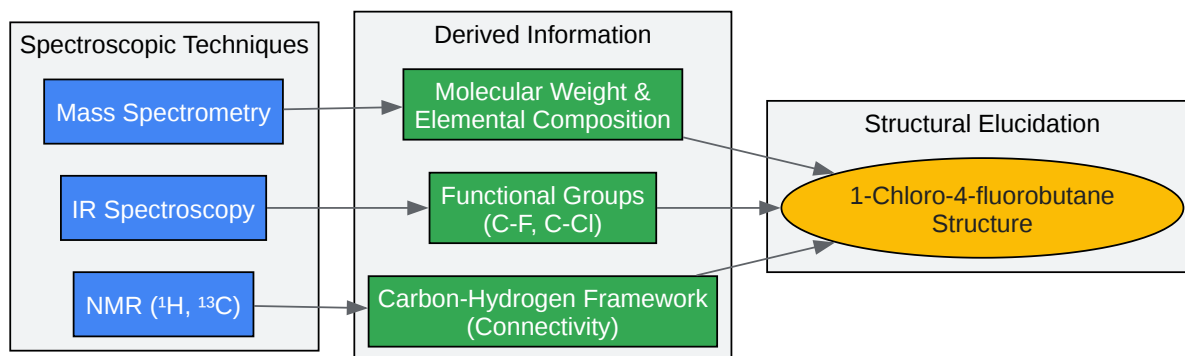 Spectroscopic Techniques
Mass Spectrometry
IR Spectroscopy
NMR (¹H, ¹³C)
Derived Information
Molecular Weight &
Elemental Composition
Functional Groups
(C-F, C-Cl)
Carbon-Hydrogen Framework
(Connectivity)
Structural Elucidation
1-Chloro-4-fluorobutane
Structure